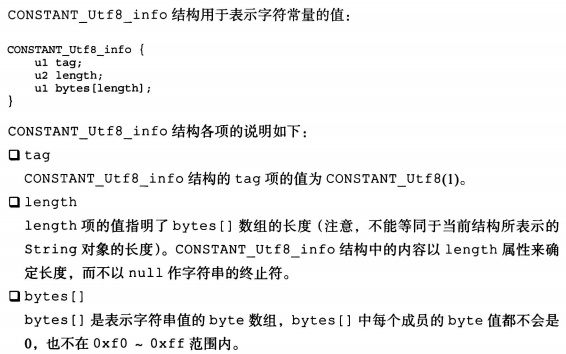 CONSTANT_Utf8_info 结构用于表示字符常量的值：
CONSTANT_Utf8_info {
    u1 tag;
    u2 length;
    u1 bytes[length];
}
CONSTANT_Utf8_info 结构各项的说明如下：
❑ tag
CONSTANT_Utf8_info 结构的 tag 项的值为 CONSTANT_Utf8(1)。
❑ length
length 项的值指明了 bytes[] 数组的长度（注意，不能等同于当前结构所表示的
String 对象的长度）。CONSTANT_Utf8_info 结构中的内容以 length 属性来确
定长度，而不以 null 作字符串的终止符。
❑ bytes[]
bytes[] 是表示字符串值的 byte 数组，bytes[] 中每个成员的 byte 值都不会是
0，也不在 0xf0 ~ 0xff 范围内。